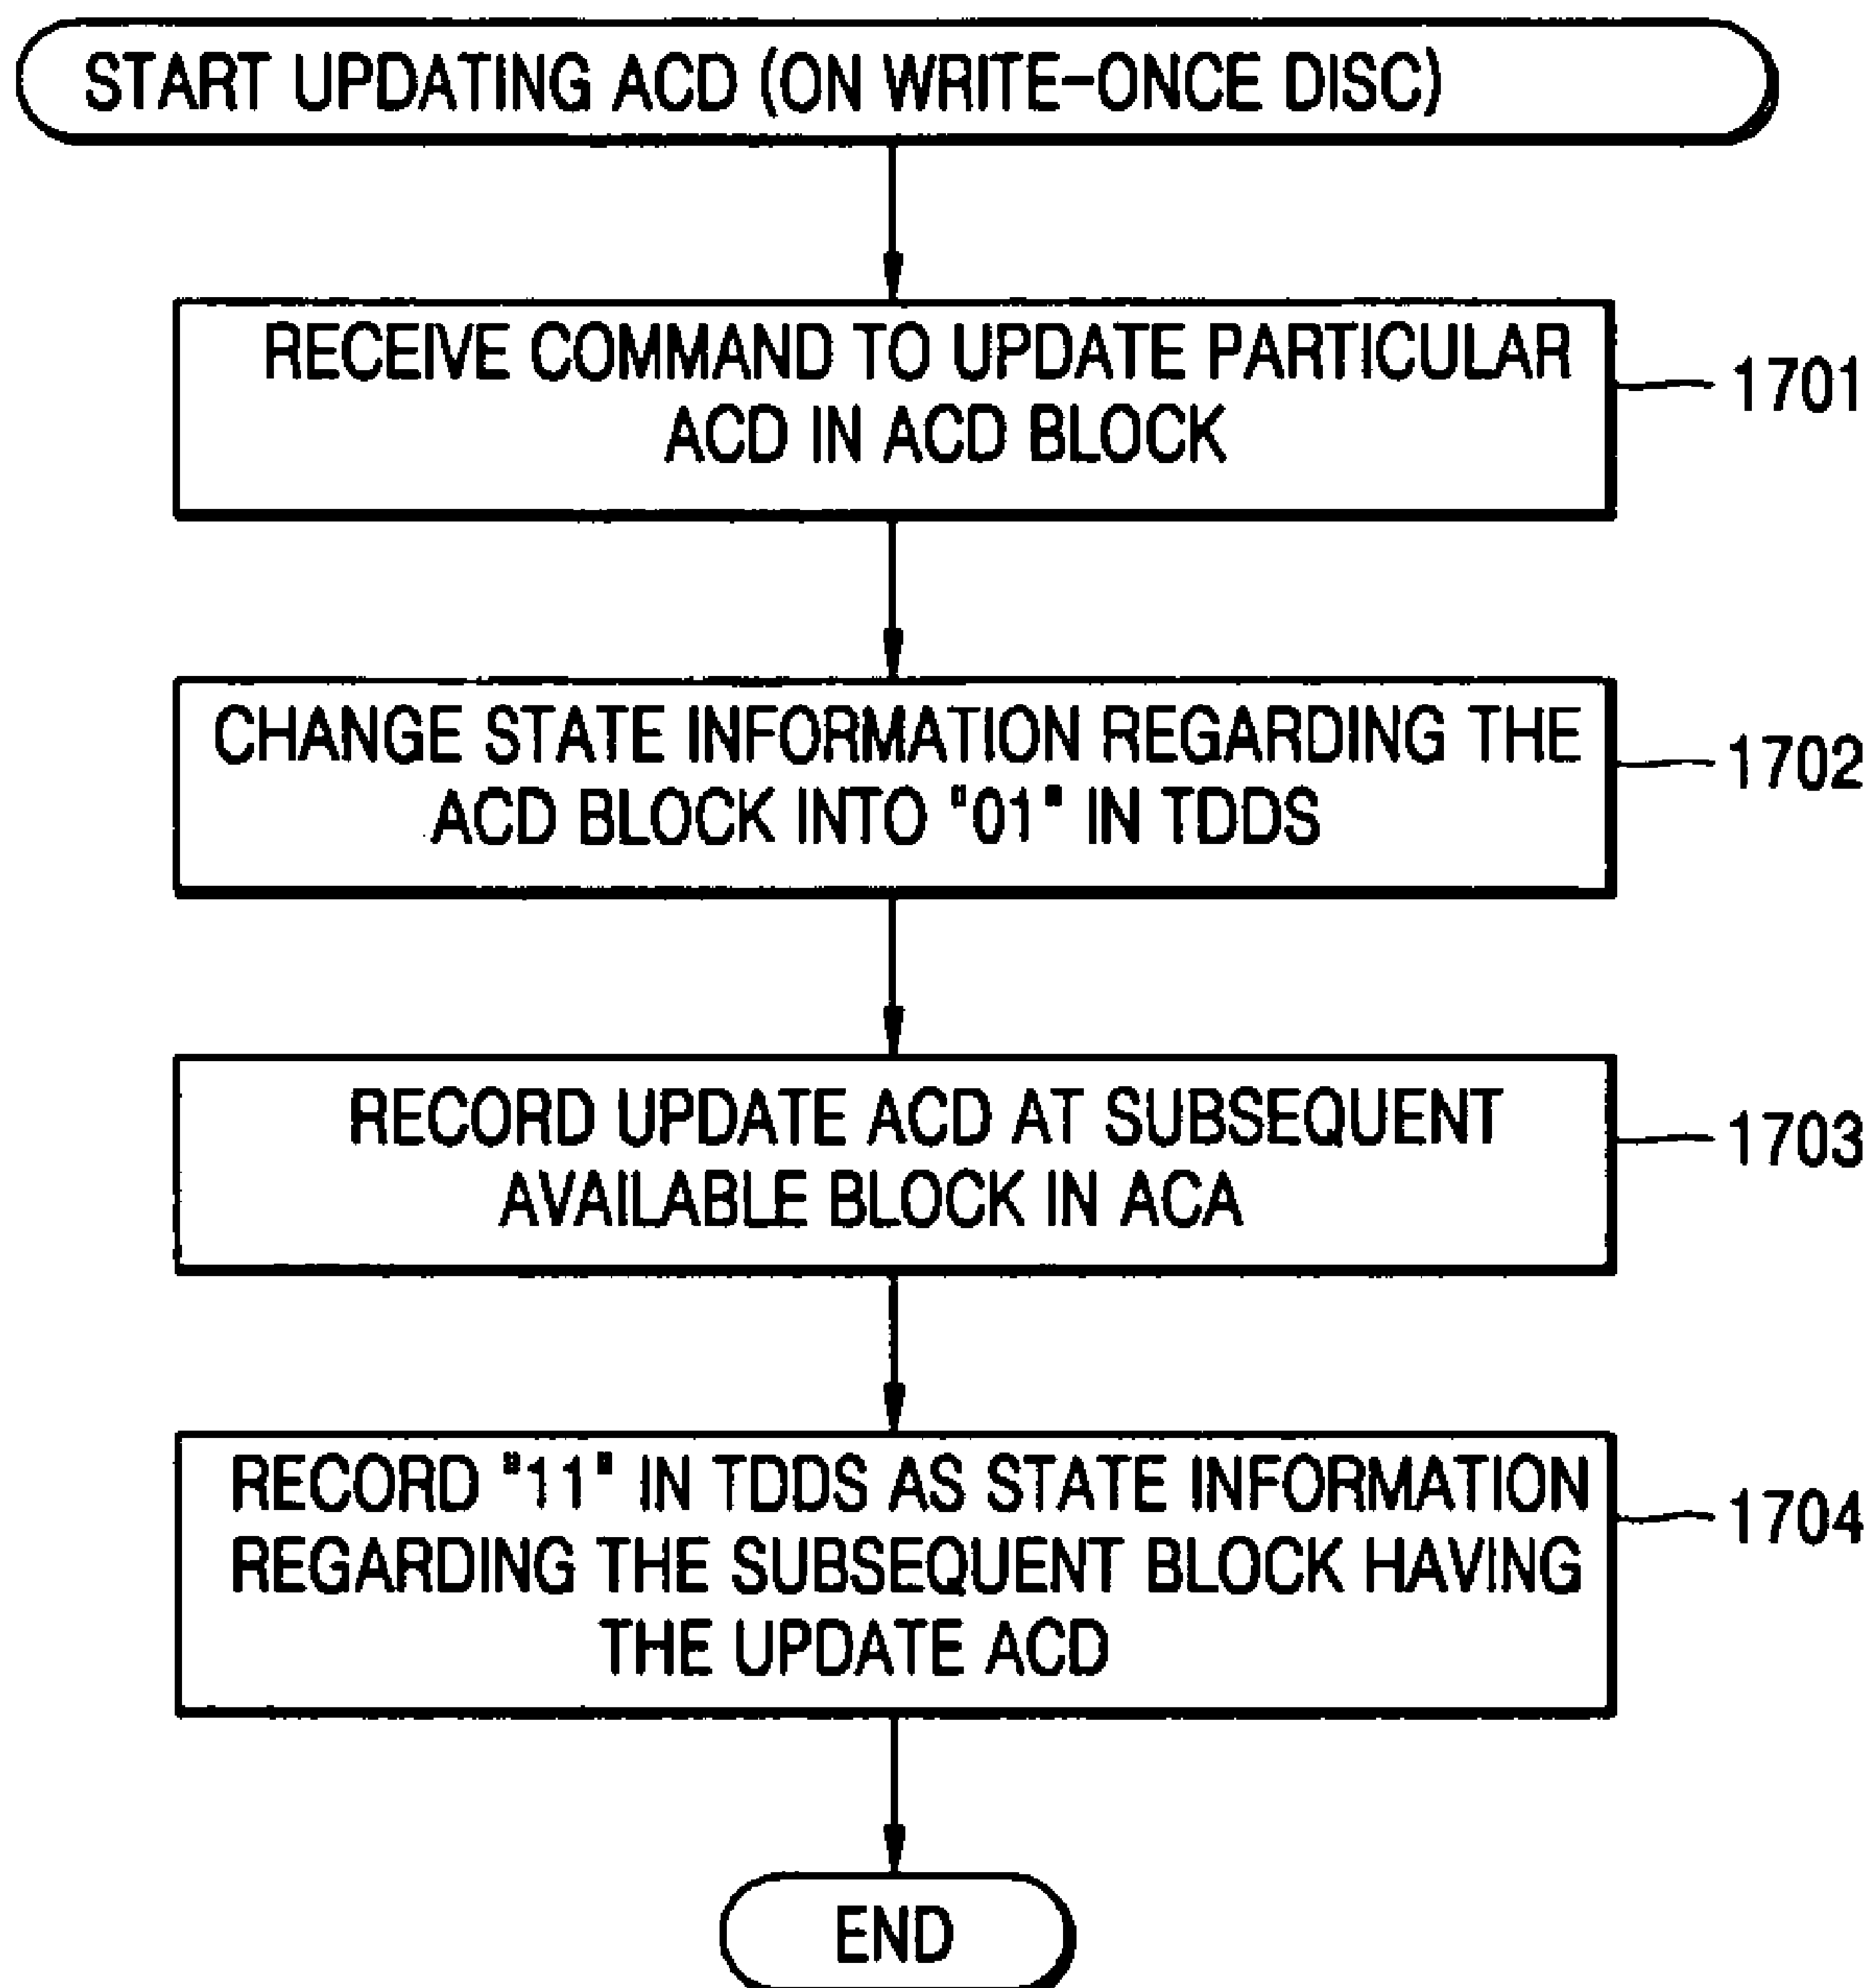 START UPDATING ACD (ON WRITE-ONCE DISC)
RECEIVE COMMAND TO UPDATE PARTICULAR
ACD IN ACD BLOCK
1701
CHANGE STATE INFORMATION REGARDING THE
ACD BLOCK INTO "01" IN TDDS
1702
RECORD UPDATE ACD AT SUBSEQUENT
AVAILABLE BLOCK IN ACA
1703
RECORD "11" IN TDDS AS STATE INFORMATION
REGARDING THE SUBSEQUENT BLOCK HAVING
THE UPDATE ACD
1704
END